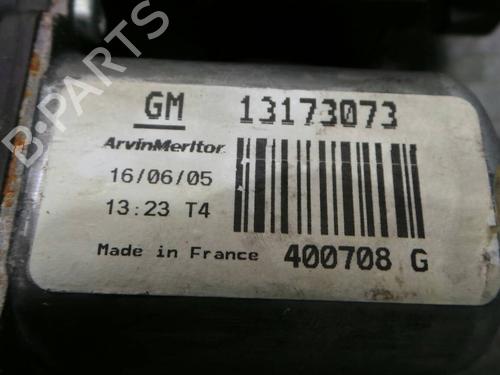 GM 13173073
ArvinMeritor
16/06/05
13:23 T4
Made in France 400708 G
B-PARTS